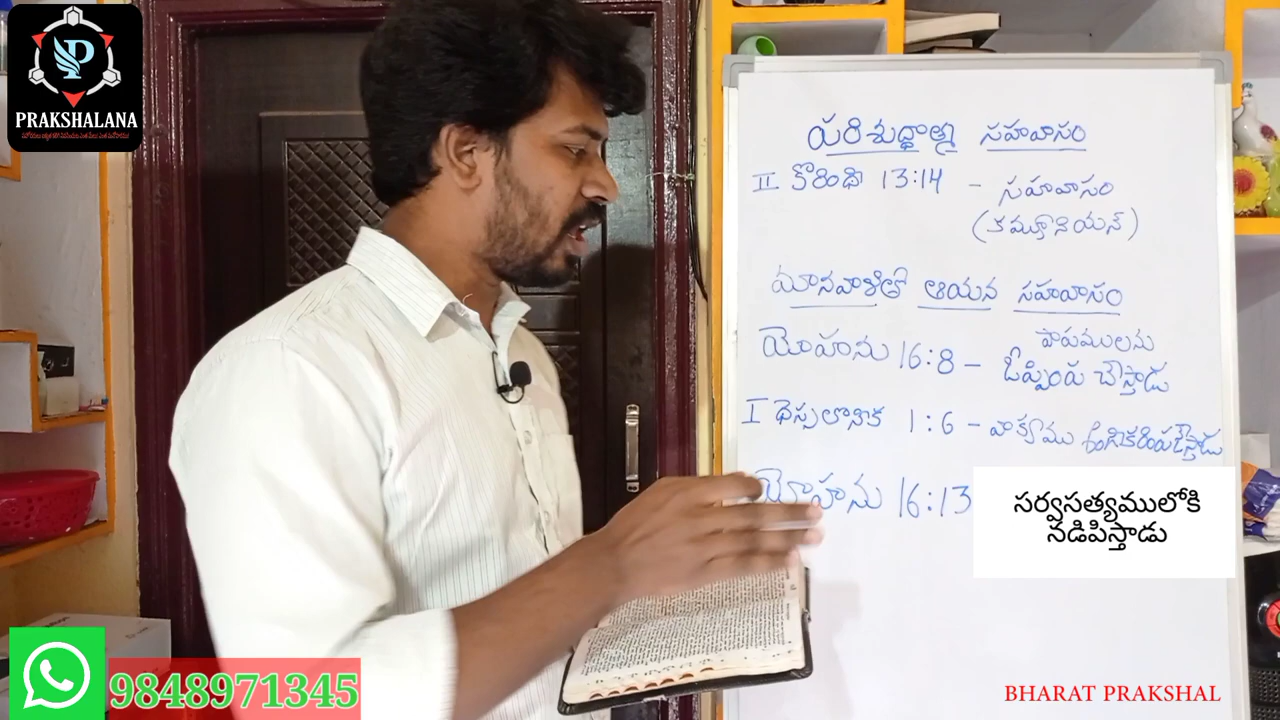 P
PRAKSHALANA
పరిశుద్ధాత్మ సహవాసం
II కొరింథి 13:14 - సహవాసం
(కమ్యూనియన్)
మానవాళితో ఆయన సహవాసం
యోహాను 16:8 - పాపములను
ఒప్పింప చేస్తాడు
I థెస్సలొనిక 1:6 - వాక్యము అంగీకరింపచేస్తాడు
యోహను 16:13
సర్వసత్యములోకి
నడిపిస్తాడు
9848971345
BHARAT PRAKSHAL